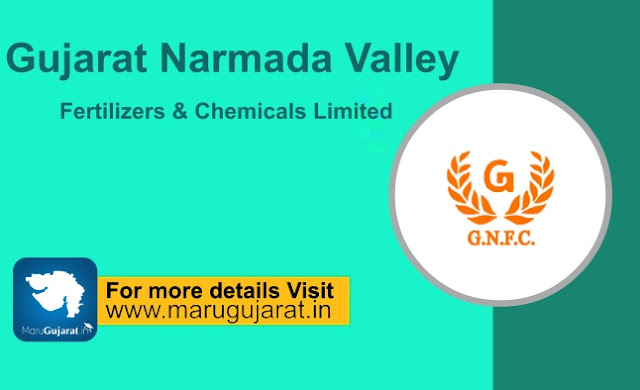 Gujarat Narmada Valley
Fertilizers & Chemicals Limited
G
G.N.F.C.
For more details Visit
www.marugujarat.in
MaruGujarat.in